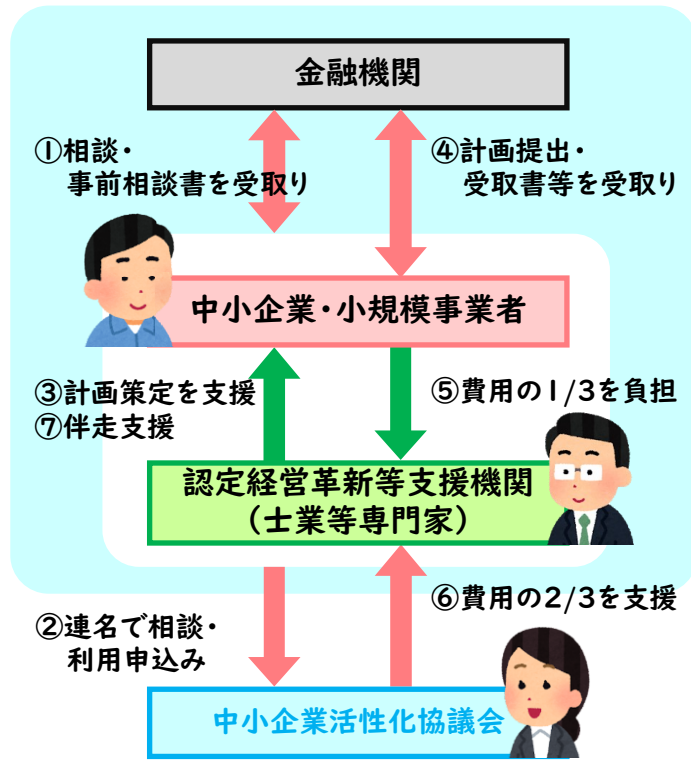 金融機関
①相談・
事前相談書を受取り
④計画提出・
受取書等を受取り
中小企業・小規模事業者
③計画策定を支援
⑦伴走支援
⑤費用の1/3を負担
認定経営革新等支援機関
(士業等専門家)
②連名で相談・
利用申込み
⑥費用の2/3を支援
中小企業活性化協議会